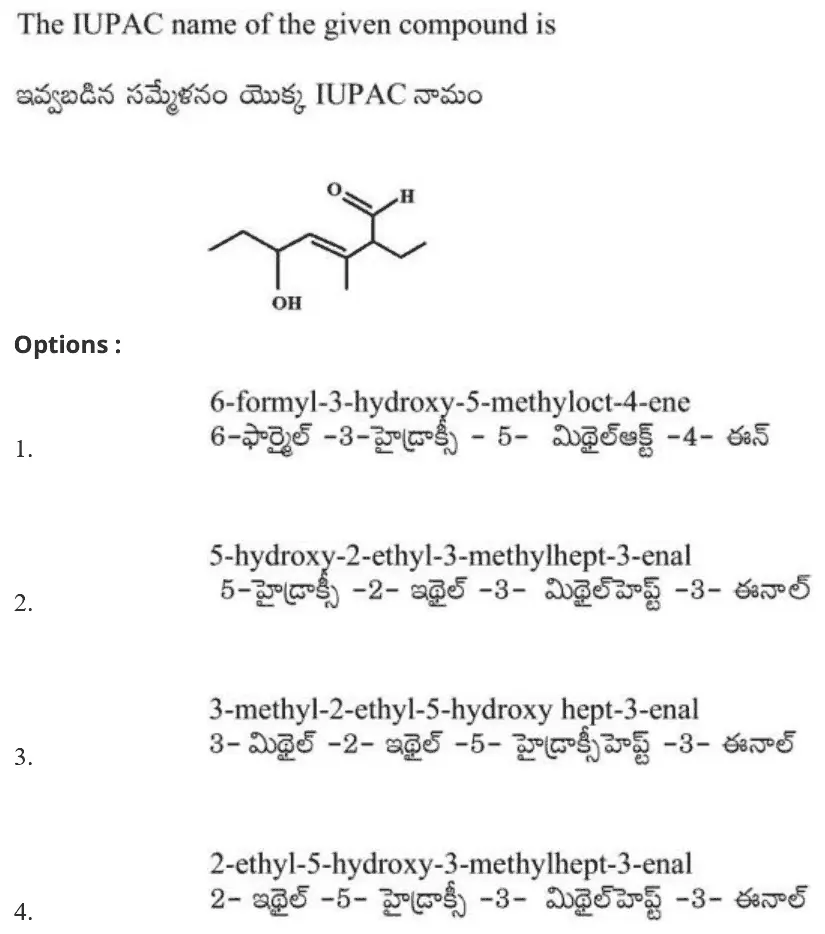 The IUPAC name of the given compound is
ఇవ్వబడిన సమ్మేళనం యొక్క IUPAC నామం
O
H
OH
Options :
6-formyl-3-hydroxy-5-methyloct-4-ene
1. 6-ఫార్మైల్ -3-హైడ్రాక్సీ - 5- మిథైల్ఆక్ట్ -4- ఈన్
5-hydroxy-2-ethyl-3-methylhept-3-enal
2. 5-హైడ్రాక్సీ -2- ఇథైల్ -3- మిథైల్‌హెప్ట్ -3- ఈనాల్
3-methyl-2-ethyl-5-hydroxy hept-3-enal
3. 3- మిథైల్ -2- ఇథైల్ -5- హైడ్రాక్సీహెప్ట్ -3- ఈనాల్
2-ethyl-5-hydroxy-3-methylhept-3-enal
4. 2- ఇథైల్ -5- హైడ్రాక్సీ -3- మిథైల్‌హెప్ట్ -3- ఈనాల్